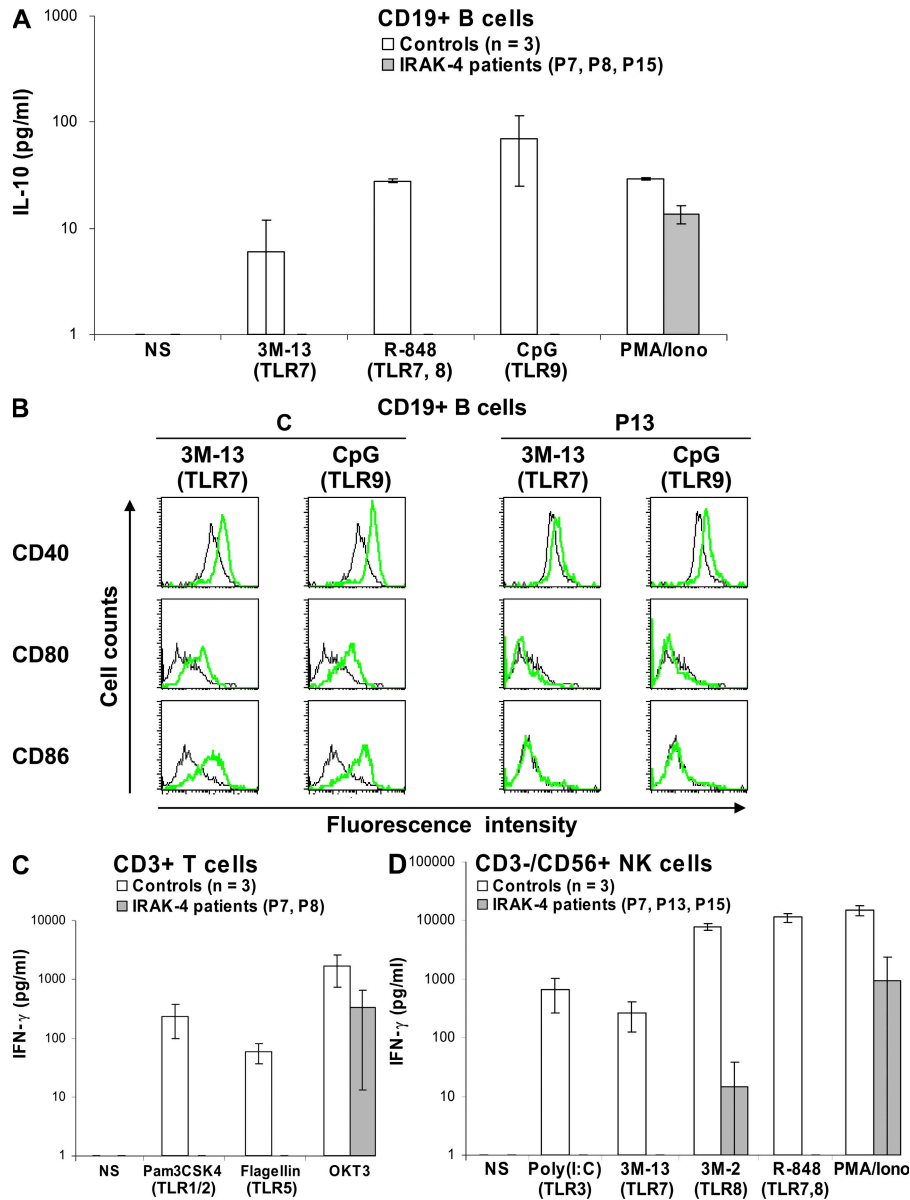 A
CD19+ B cells
Controls (n = 3)
IRAK-4 patients (P7, P8, P15)
IL-10 (pg/ml)
1000
100
10
1
NS
3M-13
(TLR7)
R-848
(TLR7, 8)
CpG
(TLR9)
PMA/Iono
B
CD19+ B cells
C
P13
3M-13
(TLR7)
CpG
(TLR9)
3M-13
(TLR7)
CpG
(TLR9)
CD40
CD80
CD86
Cell counts
Fluorescence intensity
C
CD3+ T cells
Controls (n = 3)
IRAK-4 patients (P7, P8)
IFN-γ (pg/ml)
10000
1000
100
10
1
NS
Pam3CSK4
(TLR1/2)
Flagellin
(TLR5)
OKT3
D
CD3-/CD56+ NK cells
Controls (n = 3)
IRAK-4 patients (P7, P13, P15)
IFN-γ (pg/ml)
100000
10000
1000
100
10
1
NS
Poly(I:C)
(TLR3)
3M-13
(TLR7)
3M-2
(TLR8)
R-848
(TLR7,8)
PMA/Iono